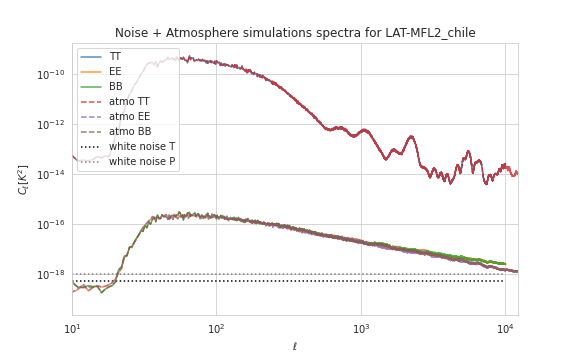 Noise + Atmosphere simulations spectra for LAT-MFL2_chile
TT
EE
BB
atmo TT
atmo EE
atmo BB
white noise T
white noise P
C_ℓ[K²]
10⁻¹⁰
10⁻¹²
10⁻¹⁴
10⁻¹⁶
10⁻¹⁸
10¹
10²
10³
10⁴
ℓ